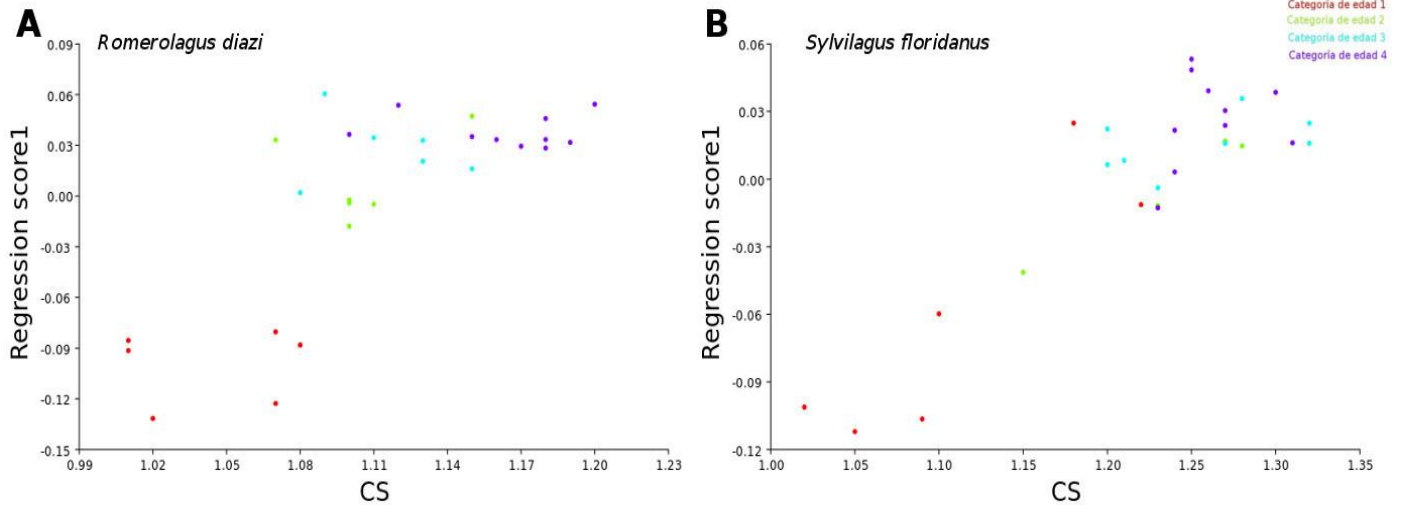 A
Romerolagus diazi
Regression score1
0.09
0.06
0.03
0.00
-0.03
-0.06
-0.09
-0.12
-0.15
0.99
1.02
1.05
1.08
1.11
1.14
1.17
1.20
1.23
CS
B
Sylvilagus floridanus
Categoría de edad 1
Categoría de edad 2
Categoría de edad 3
Categoría de edad 4
Regression score1
0.06
0.03
0.00
-0.03
-0.06
-0.09
-0.12
1.00
1.05
1.10
1.15
1.20
1.25
1.30
1.35
CS